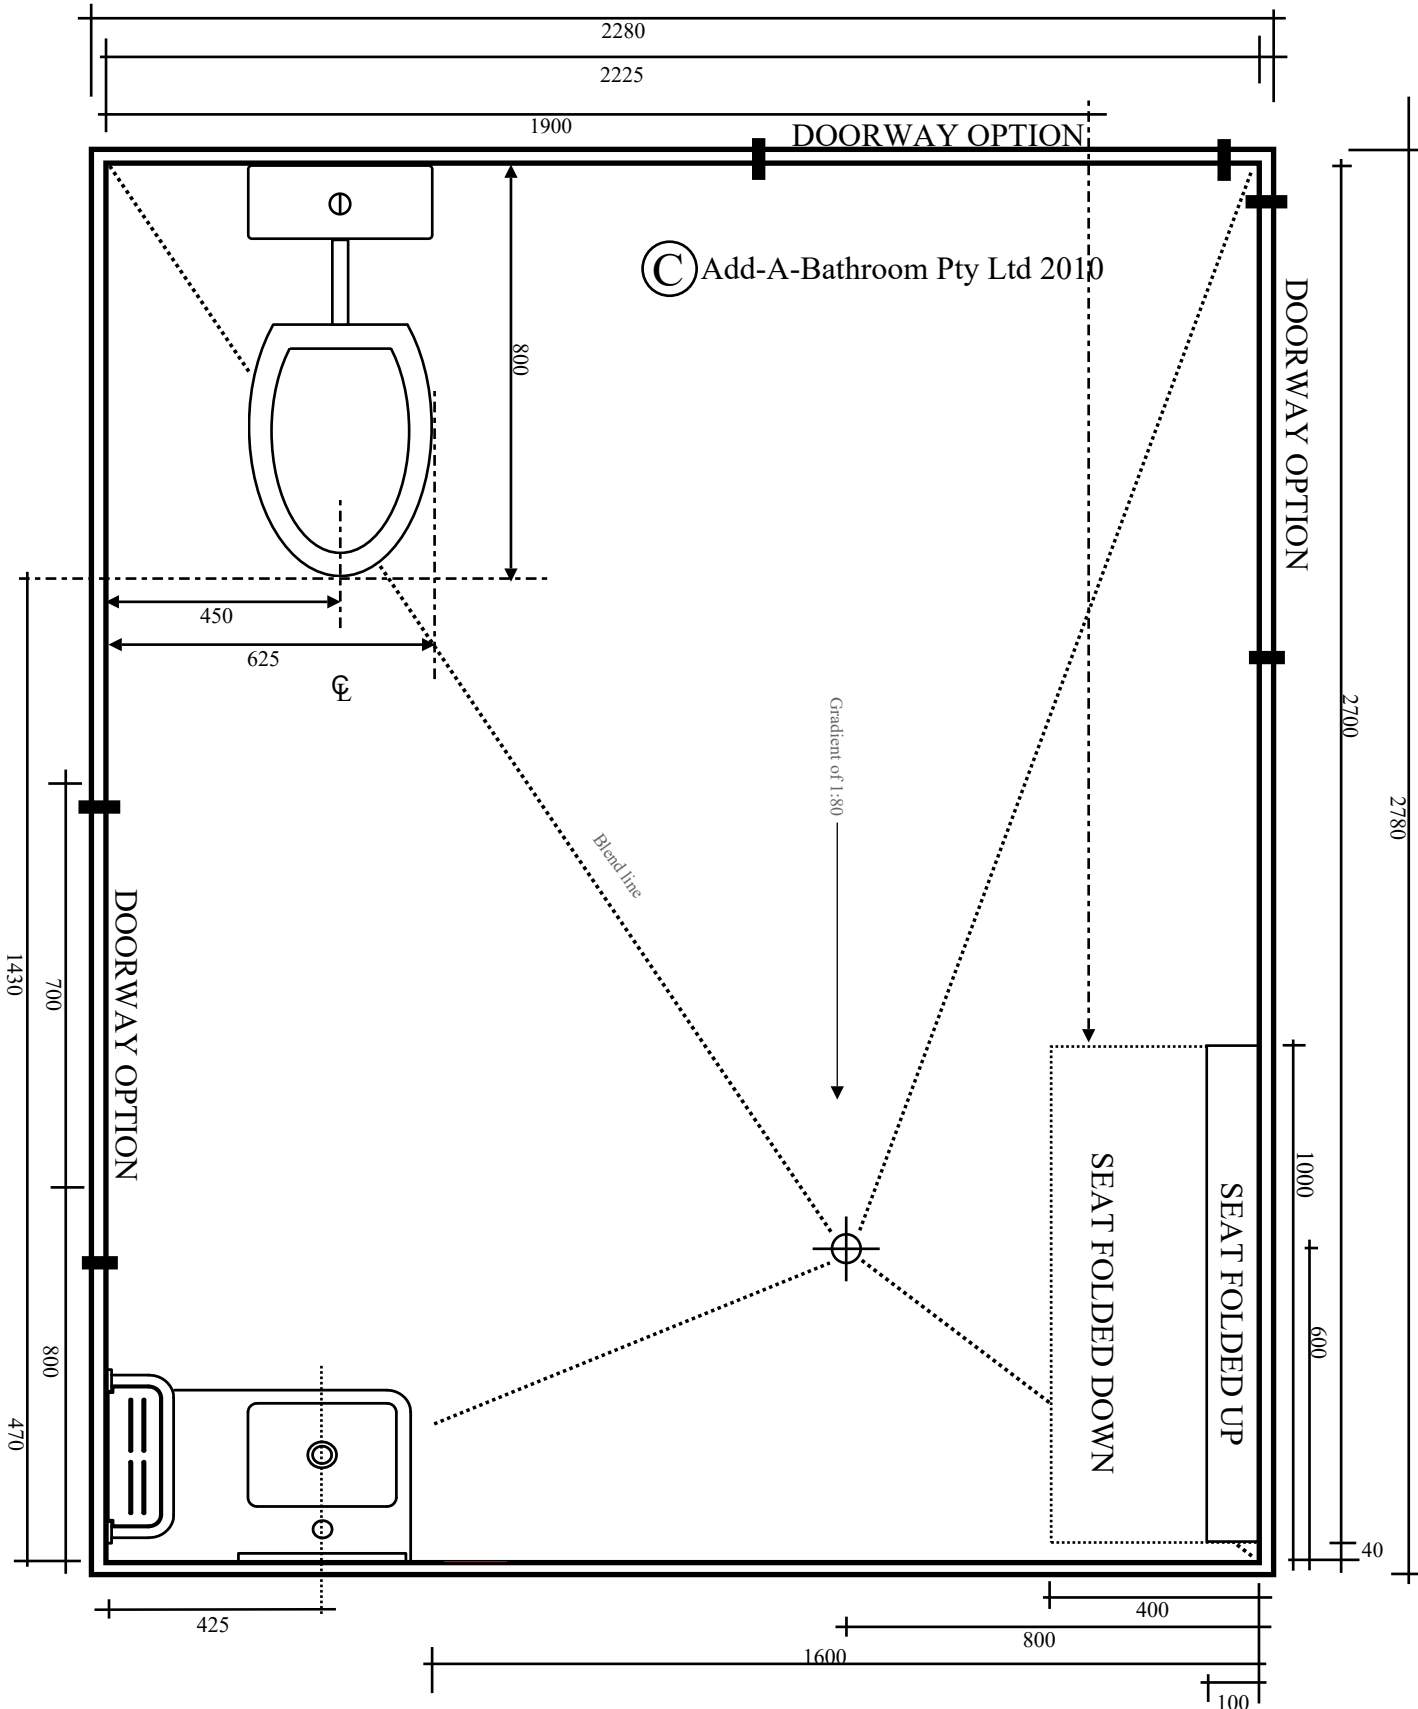 2280
2225
1900
DOORWAY OPTION
C Add-A-Bathroom Pty Ltd 2010
DOORWAY OPTION
800
450
625
CL
2700
Gradient of 1:80
2780
Blend line
DOORWAY OPTION
1430
700
SEAT FOLDED DOWN
SEAT FOLDED UP
1000
600
800
470
40
425
400
800
1600
100